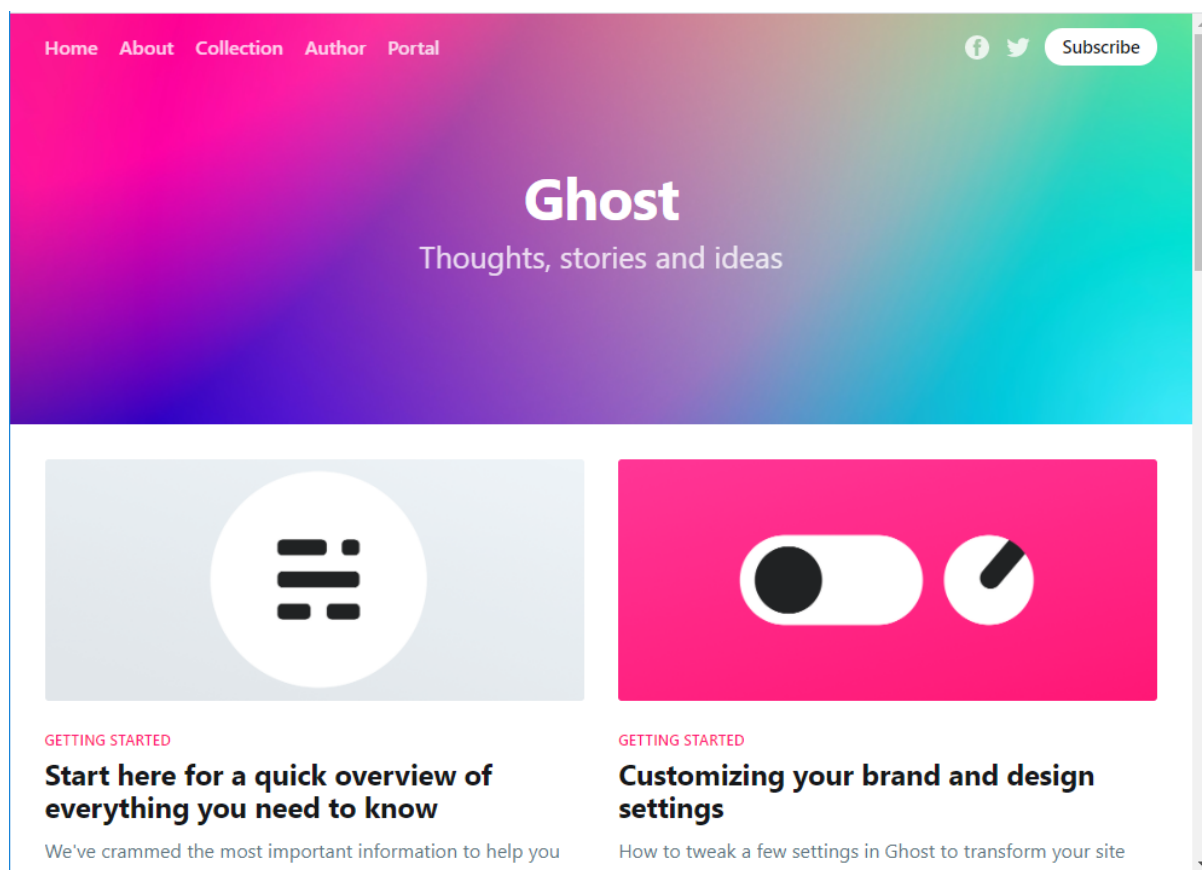 Home About Collection Author Portal
Subscribe
Ghost
Thoughts, stories and ideas
GETTING STARTED
Start here for a quick overview of
everything you need to know
We've crammed the most important information to help you
GETTING STARTED
Customizing your brand and design
settings
How to tweak a few settings in Ghost to transform your site